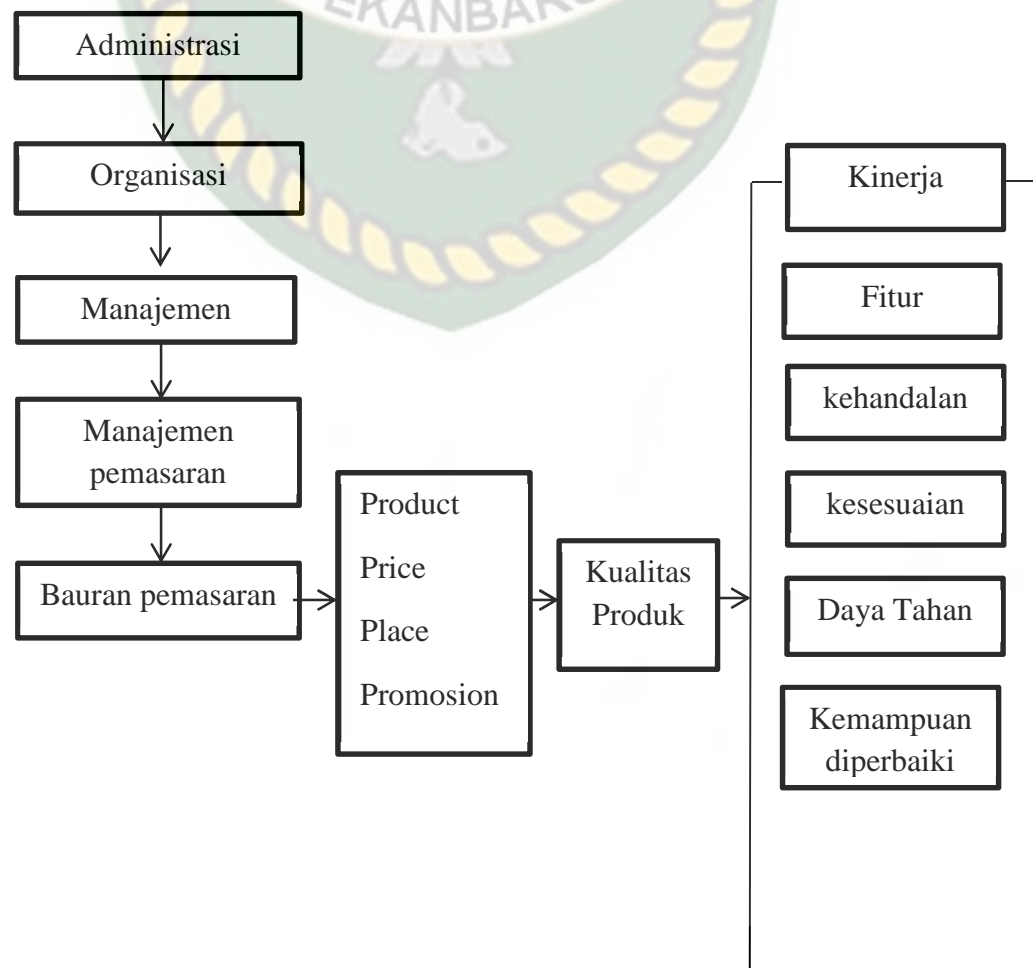 EKANBARU
Administrasi
Organisasi
Manajemen
Manajemen
pemasaran
Bauran pemasaran
Product
Price
Place
Promosion
Kualitas
Produk
Kinerja
Fitur
kehandalan
kesesuaian
Daya Tahan
Kemampuan
diperbaiki